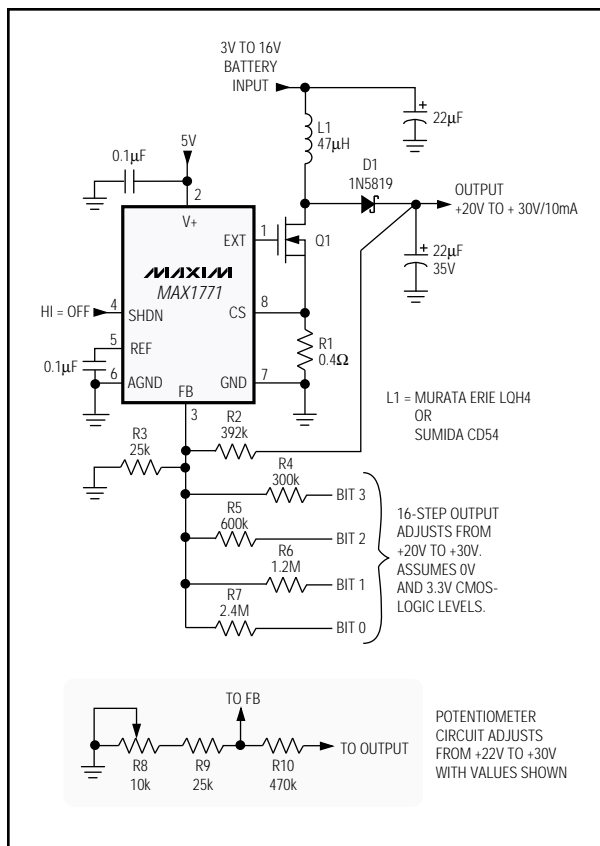 3V TO 16V
BATTERY
INPUT
+
22µF
L1
47µH
5V
0.1µF
D1
1N5819
2
V+
OUTPUT
+20V TO + 30V/10mA
EXT
1
Q1
+
22µF
35V
MAXIM
MAX1771
HI = OFF
4
SHDN
CS
8
5
REF
R1
0.4Ω
0.1µF
6
AGND
GND
7
FB
3
L1 = MURATA ERIE LQH4
OR
SUMIDA CD54
R2
392k
R3
25k
R4
300k
BIT 3
R5
600k
BIT 2
R6
1.2M
BIT 1
R7
2.4M
BIT 0
16-STEP OUTPUT
ADJUSTS FROM
+20V TO +30V.
ASSUMES 0V
AND 3.3V CMOS-
LOGIC LEVELS.
TO FB
TO OUTPUT
R8
10k
R9
25k
R10
470k
POTENTIOMETER
CIRCUIT ADJUSTS
FROM +22V TO +30V
WITH VALUES SHOWN